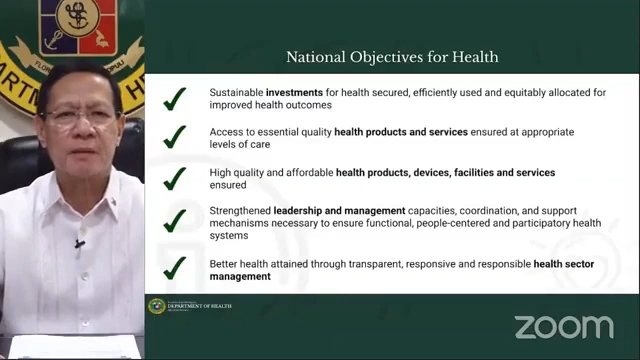 National Objectives for Health
Sustainable investments for health secured, efficiently used and equitably allocated for
improved health outcomes
Access to essential quality health products and services ensured at appropriate
levels of care
High quality and affordable health products, devices, facilities and services
ensured
Strengthened leadership and management capacities, coordination, and support
mechanisms necessary to ensure functional, people-centered and participatory health
systems
Better health attained through transparent, responsive and responsible health sector
management
DEPARTMENT OF HEALTH
zoom